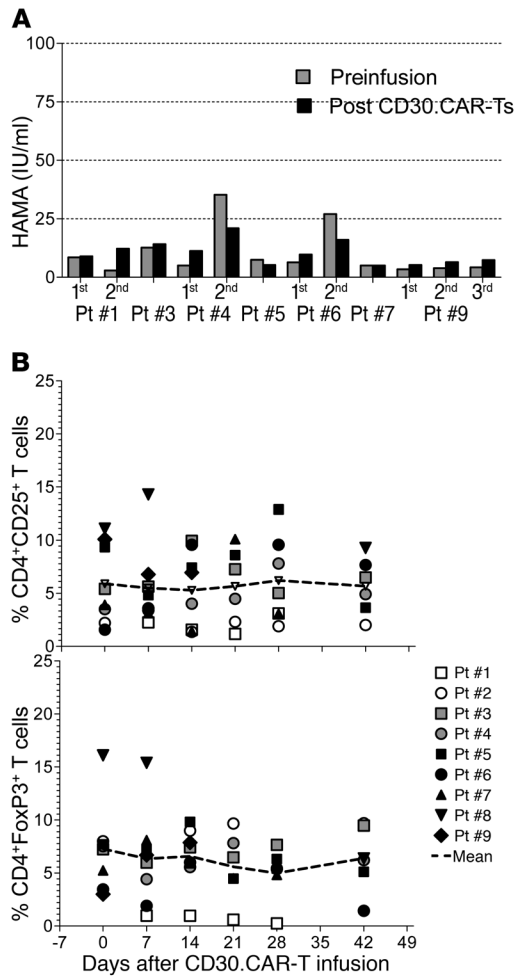 A
100
75
50
25
0
HAMA (IU/ml)
Preinfusion
Post CD30.CAR-Ts
1st 2nd 1st 2nd 1st 2nd 1st 2nd 3rd
Pt #1 Pt #3 Pt #4 Pt #5 Pt #6 Pt #7 Pt #9
B
25
20
15
10
5
0
% CD4+CD25+ T cells
25
20
15
10
5
0
% CD4+FoxP3+ T cells
Pt #1
Pt #2
Pt #3
Pt #4
Pt #5
Pt #6
Pt #7
Pt #8
Pt #9
Mean
-7 0 7 14 21 28 35 42 49
Days after CD30.CAR-T infusion